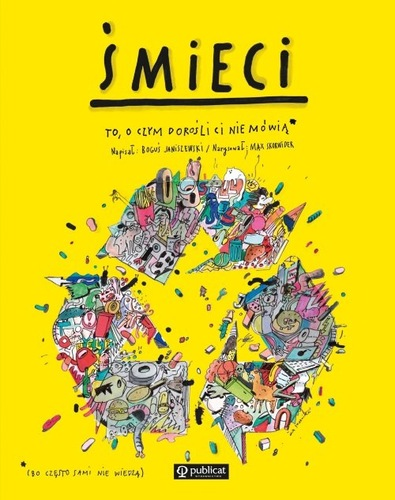 ŚMIECI
TO, O CZYM DOROŚLI CI NIE MÓWIĄ*
Napisał: BOGUŚ JANISZEWSKI / Narysował: MAX SKORWIDER
(BO CZĘSTO SAMI NIE WIEDZĄ)
publicat
WYDAWNICTWO